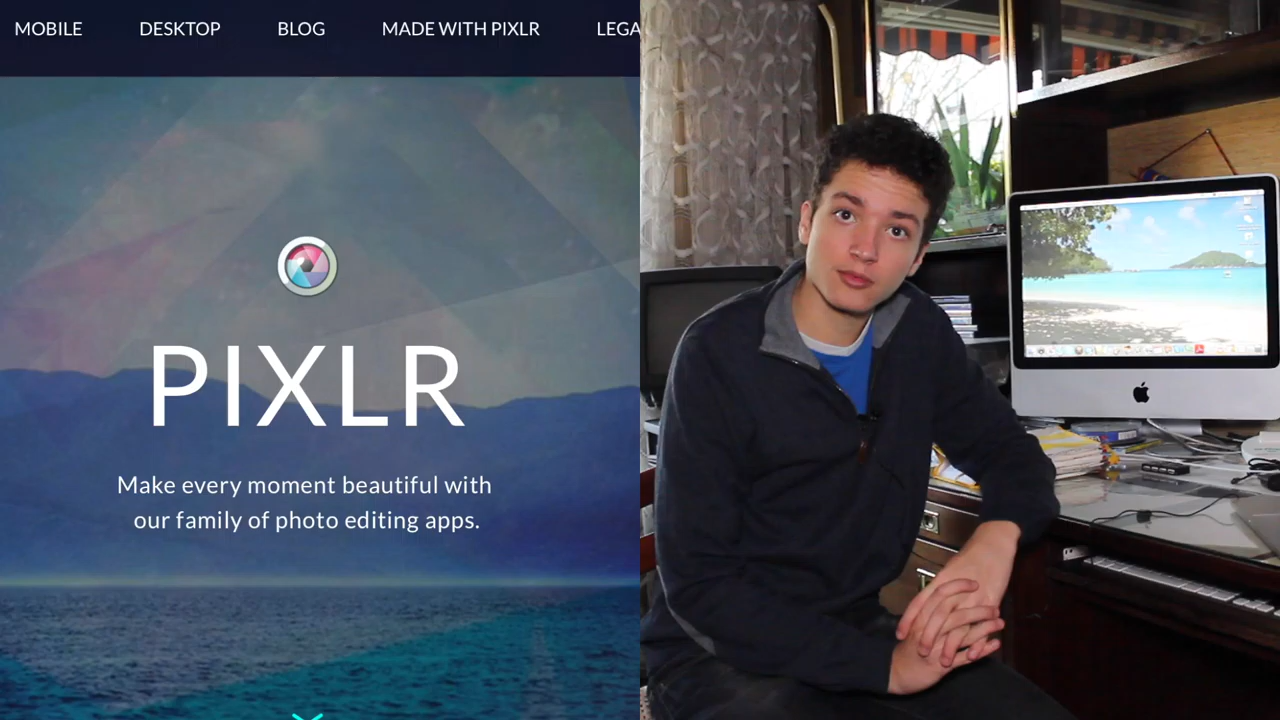 MOBILE DESKTOP BLOG MADE WITH PIXLR LEGA
PIXLR
Make every moment beautiful with
our family of photo editing apps.